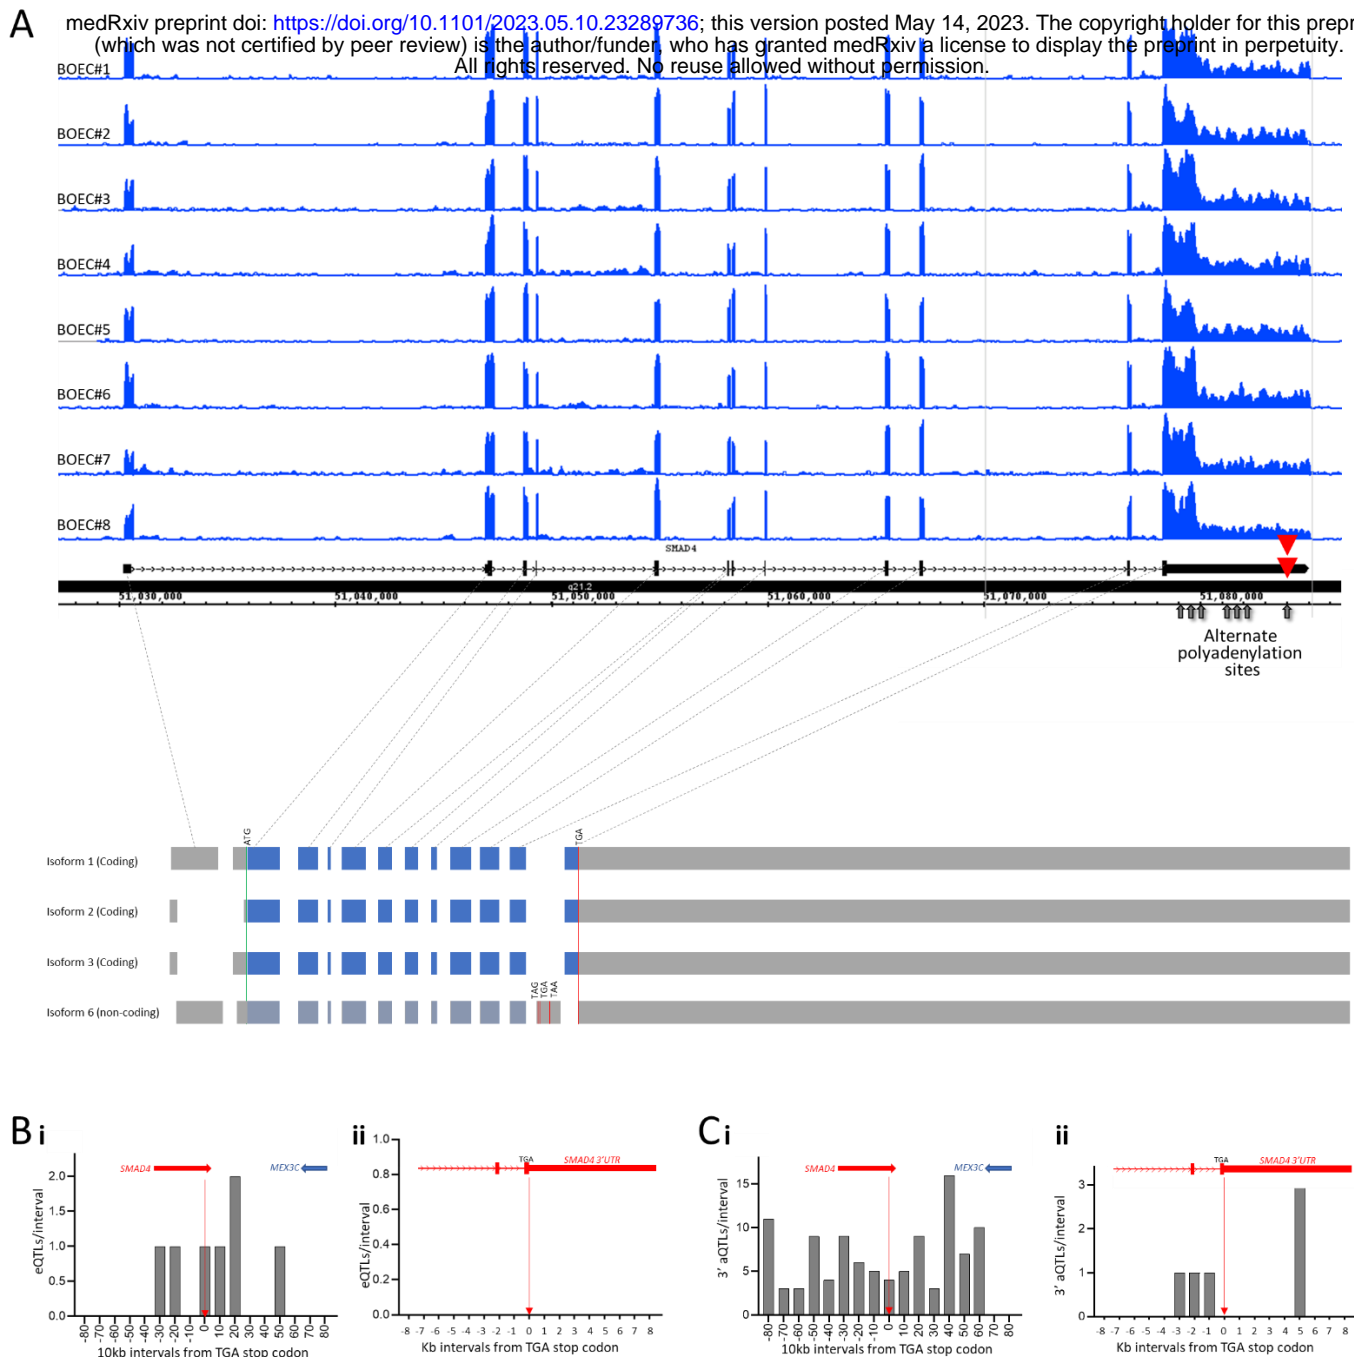 A
medRxiv preprint doi: https://doi.org/10.1101/2023.05.10.23289736; this version posted May 14, 2023. The copyright holder for this prepr
(which was not certified by peer review) is the author/funder, who has granted medRxiv a license to display the preprint in perpetuity.
All rights reserved. No reuse allowed without permission.
BOEC#1
BOEC#2
BOEC#3
BOEC#4
BOEC#5
BOEC#6
BOEC#7
BOEC#8
SMAD4
q21.2
51,030,000 51,040,000 51,050,000 51,060,000 51,070,000 51,080,000
Alternate
polyadenylation
sites
ATG TGA
Isoform 1 (Coding)
Isoform 2 (Coding)
Isoform 3 (Coding)
TAG TGA TAA
Isoform 6 (non-coding)
B i
SMAD4 MEX3C
eQTLs/interval
2.0
1.5
1.0
0.5
0.0
-80 -70 -60 -50 -40 -30 -20 -10 0 10 20 30 40 50 60 70 80
10kb intervals from TGA stop codon
ii
TGA SMAD4 3'UTR
eQTLs/interval
1.0
0.8
0.6
0.4
0.2
0.0
-8 -7 -6 -5 -4 -3 -2 -1 0 1 2 3 4 5 6 7 8
Kb intervals from TGA stop codon
C i
SMAD4 MEX3C
3' aQTLs/interval
15
10
5
0
-80 -70 -60 -50 -40 -30 -20 -10 0 10 20 30 40 50 60 70 80
10kb intervals from TGA stop codon
ii
TGA SMAD4 3'UTR
3' aQTLs/interval
3
2
1
0
-8 -7 -6 -5 -4 -3 -2 -1 0 1 2 3 4 5 6 7 8
Kb intervals from TGA stop codon